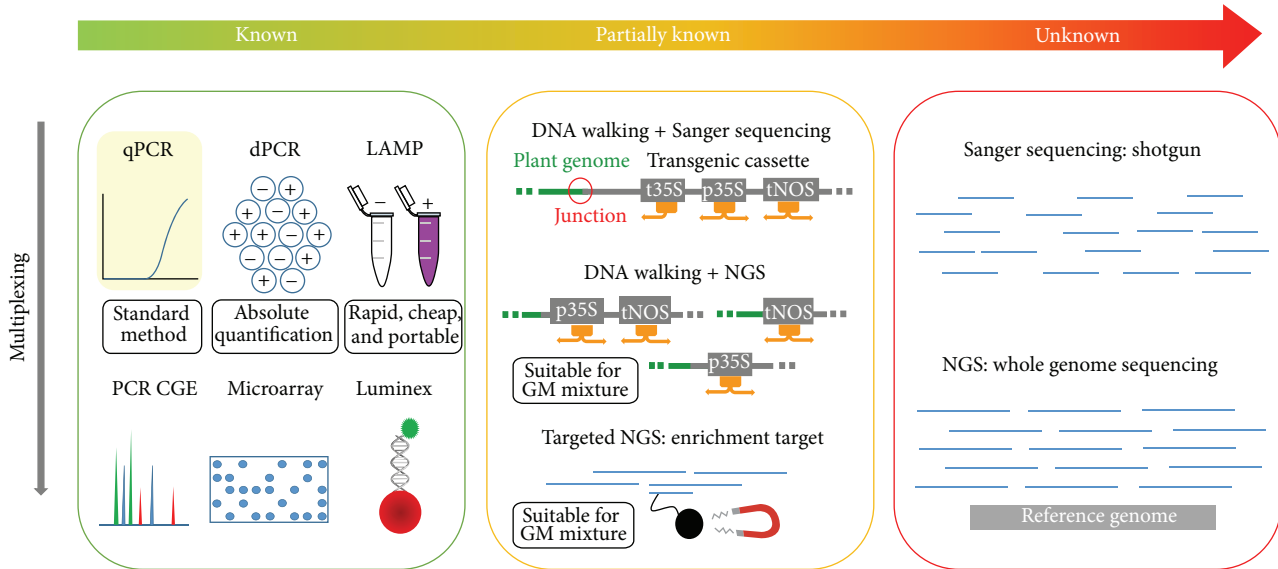 Known
Partially known
Unknown
Multiplexing
qPCR
dPCR
LAMP
− + − + − + + − + + − + − − + − +
− +
Standard
method
Absolute
quantification
Rapid, cheap,
and portable
PCR CGE
Microarray
Luminex
DNA walking + Sanger sequencing
Plant genome
Transgenic cassette
t35S
p35S
tNOS
Junction
DNA walking + NGS
p35S
tNOS
tNOS
p35S
Suitable for
GM mixture
Targeted NGS: enrichment target
Suitable for
GM mixture
Sanger sequencing: shotgun
NGS: whole genome sequencing
Reference genome